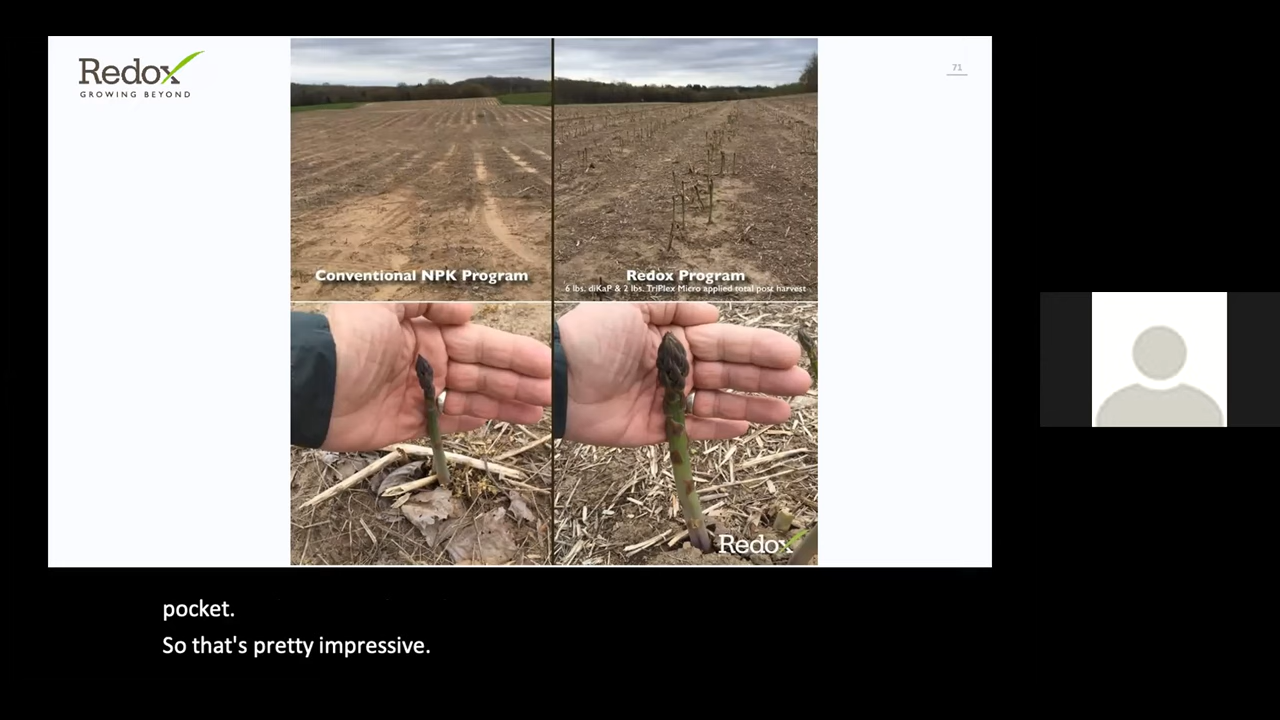 Redox
GROWING BEYOND
71
Conventional NPK Program
Redox Program
6 lbs. diKaP & 2 lbs. TriPlex Micro applied total post harvest
Redox
pocket.
So that's pretty impressive.